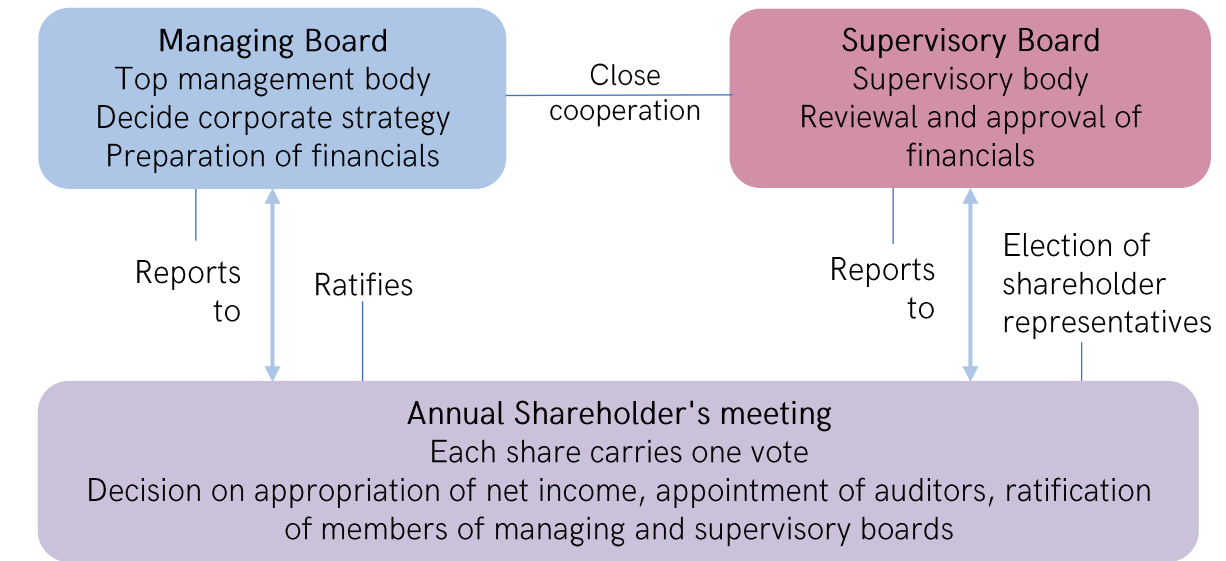 Managing Board
Top management body
Decide corporate strategy
Preparation of financials
Close
cooperation
Supervisory Board
Supervisory body
Reviewal and approval of
financials
Reports
to
Ratifies
Reports
to
Election of
shareholder
representatives
Annual Shareholder's meeting
Each share carries one vote
Decision on appropriation of net income, appointment of auditors, ratification
of members of managing and supervisory boards